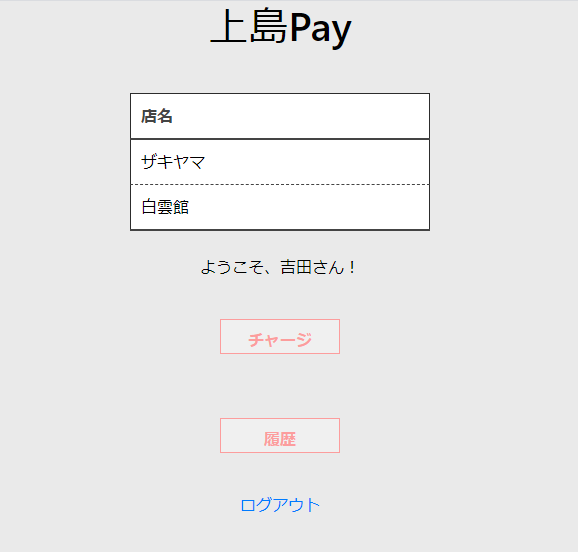 上島Pay
店名
ザキヤマ
白雲館
ようこそ、吉田さん！
チャージ
履歴
ログアウト